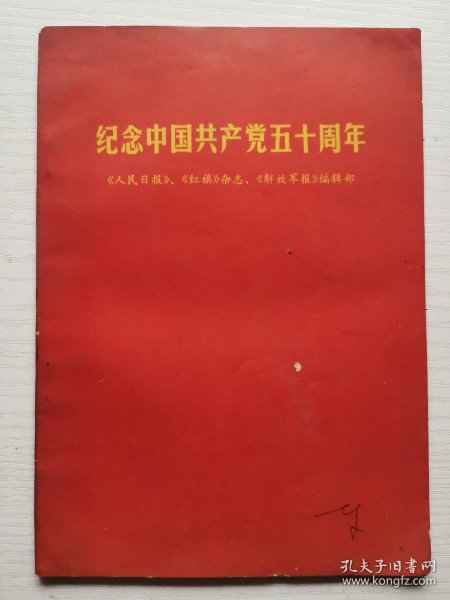 纪念中国共产党五十周年
《人民日报》、《红旗》杂志、《解放军报》编辑部
孔夫子旧书网
www.kongfz.com